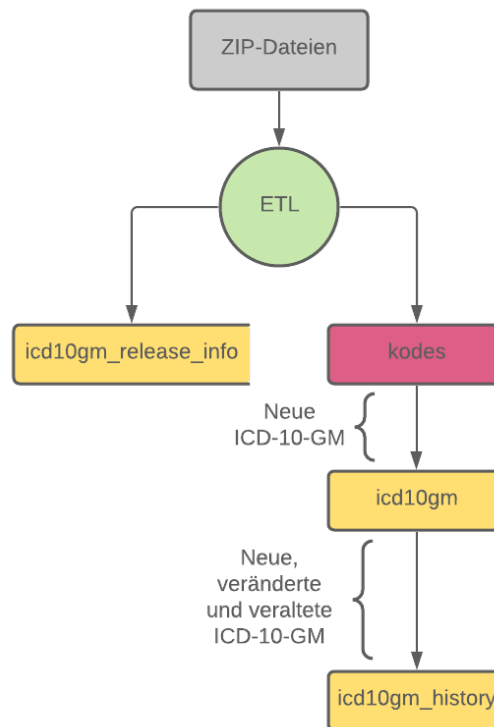 ZIP-Dateien
ETL
icd10gm_release_info
kodes
Neue
ICD-10-GM
icd10gm
Neue,
veränderte
und veraltete
ICD-10-GM
icd10gm_history